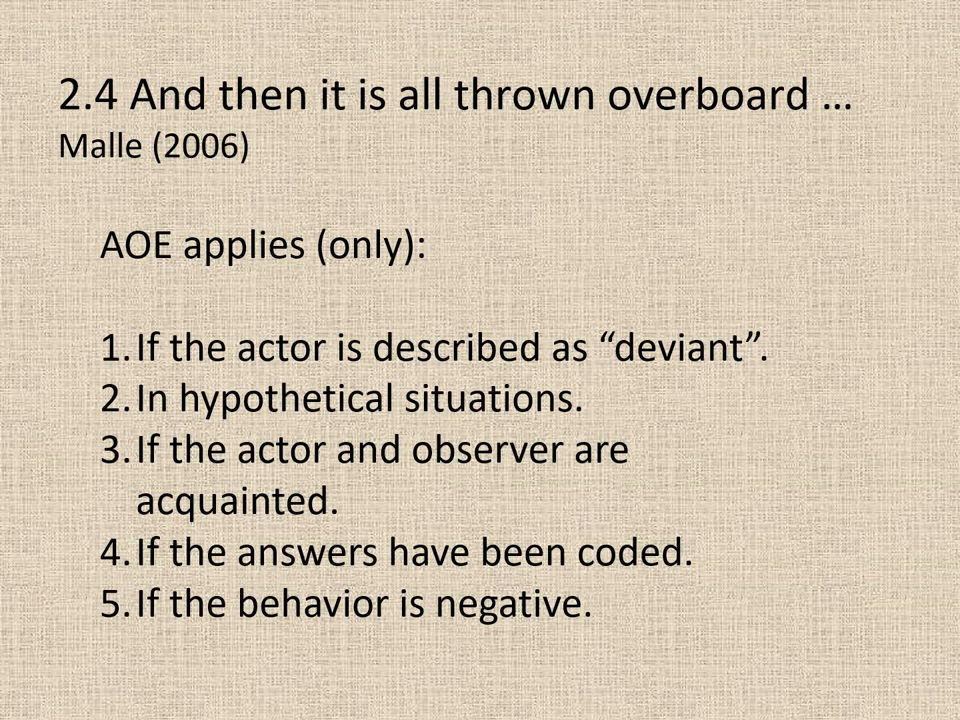 2.4 And then it is all thrown overboard …
Malle (2006)
AOE applies (only):
1. If the actor is described as “deviant”.
2. In hypothetical situations.
3. If the actor and observer are
acquainted.
4. If the answers have been coded.
5. If the behavior is negative.